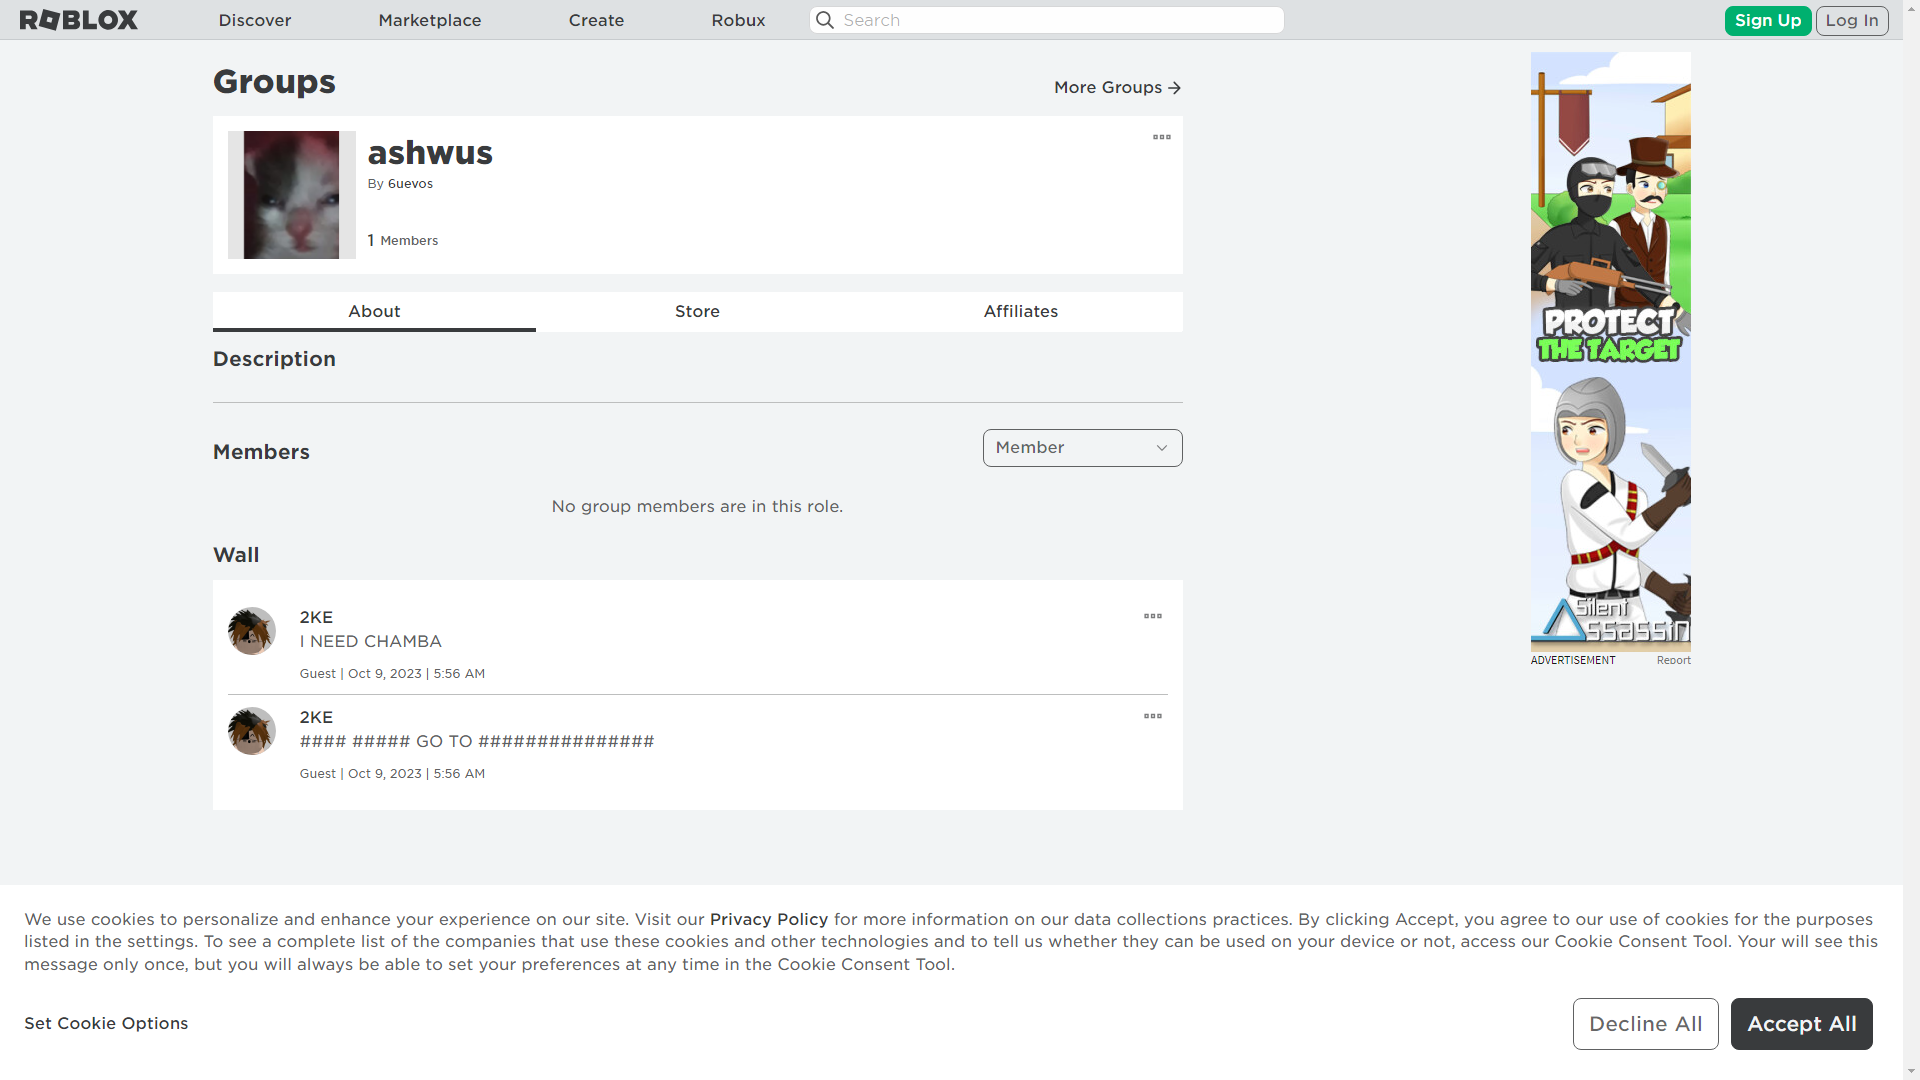 ROBLOX Discover Marketplace Create Robux Search Sign Up Log In
Groups
More Groups
ashwus
By 6uevos
1 Members
About Store Affiliates
Description
Members
Member
No group members are in this role.
Wall
2KE
I NEED CHAMBA
Guest | Oct 9, 2023 | 5:56 AM
2KE
#### ##### GO TO ###############
Guest | Oct 9, 2023 | 5:56 AM
PROTECT
THE TARGET
Silent
Assassin
ADVERTISEMENT Report
We use cookies to personalize and enhance your experience on our site. Visit our Privacy Policy for more information on our data collections practices. By clicking Accept, you agree to our use of cookies for the purposes
listed in the settings. To see a complete list of the companies that use these cookies and other technologies and to tell us whether they can be used on your device or not, access our Cookie Consent Tool. Your will see this
message only once, but you will always be able to set your preferences at any time in the Cookie Consent Tool.
Set Cookie Options
Decline All
Accept All